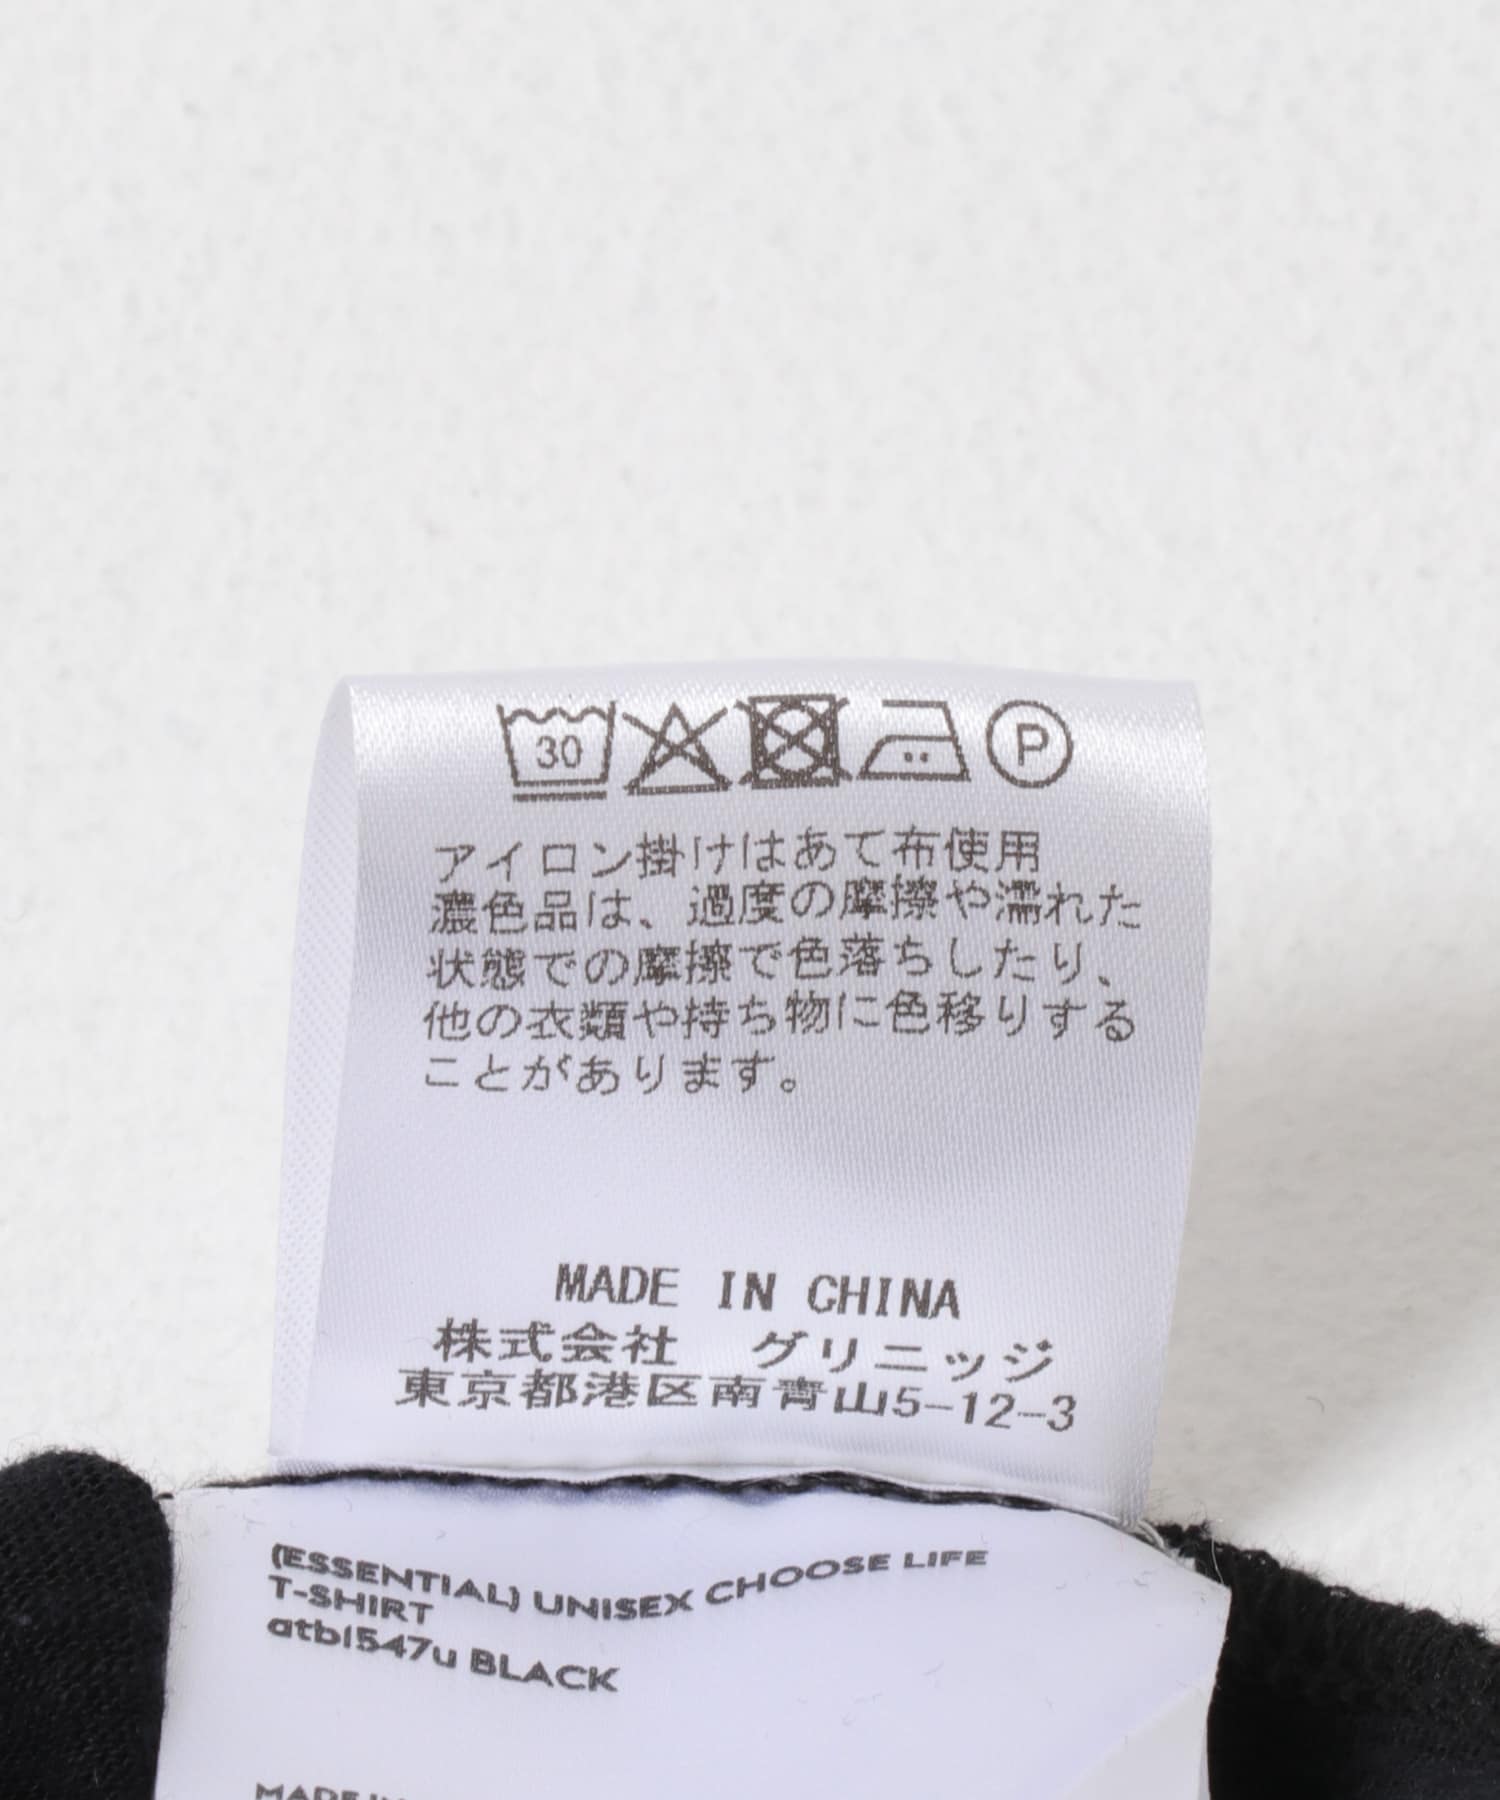 30
P
アイロン掛けはあて布使用
濃色品は、過度の摩擦や濡れた
状態での摩擦で色落ちしたり、
他の衣類や持ち物に色移りする
ことがあります。
MADE IN CHINA
株式会社 グリニッジ
東京都港区南青山5-12-3
(ESSENTIAL) UNISEX CHOOSE LIFE
T-SHIRT
atb1547u BLACK
MADE IN